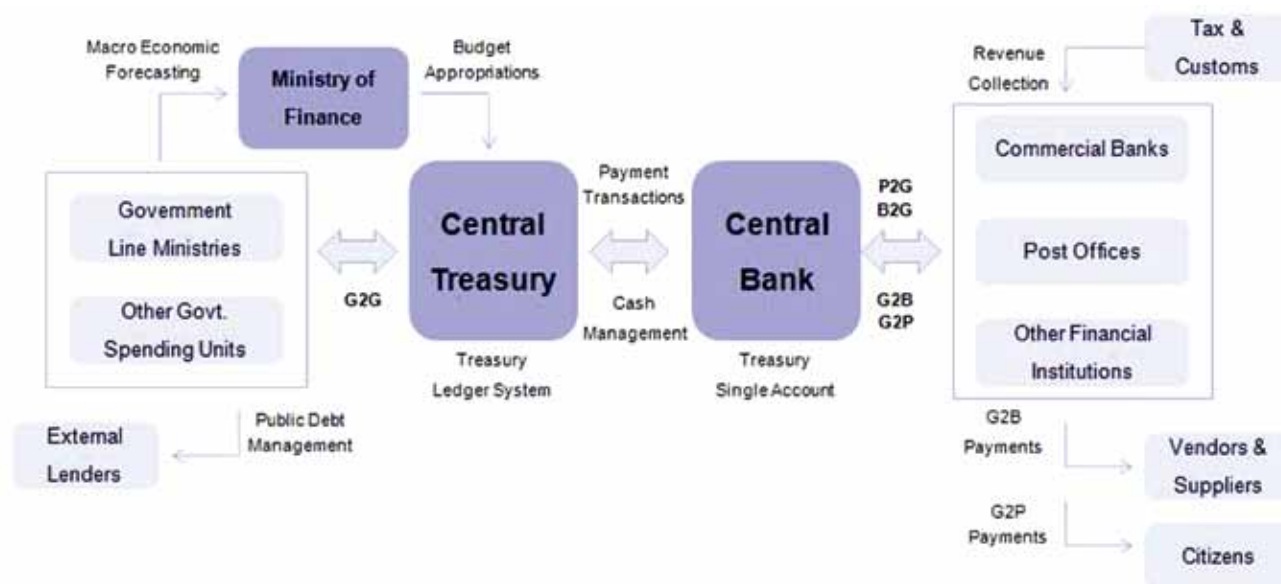 Macro Economic
Forecasting
Ministry of
Finance
Budget
Appropriations
Government
Line Ministries
Other Govt.
Spending Units
G2G
Central
Treasury
Treasury
Ledger System
Payment
Transactions
Cash
Management
Central
Bank
Treasury
Single Account
P2G
B2G
G2B
G2P
Tax &
Customs
Revenue
Collection
Commercial Banks
Post Offices
Other Financial
Institutions
External
Lenders
Public Debt
Management
G2B
Payments
Vendors &
Suppliers
G2P
Payments
Citizens